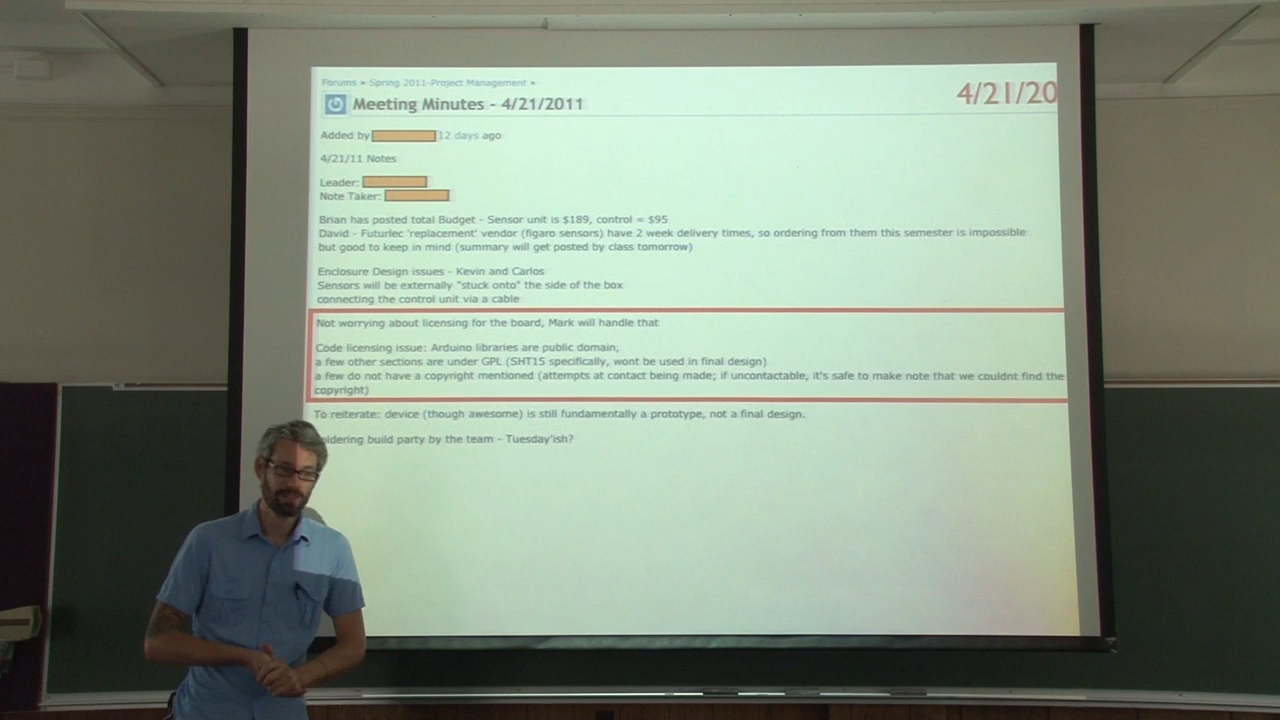 Forums » Spring 2011-Project Management »
4/21/20
Meeting Minutes - 4/21/2011
Added by 12 days ago
4/21/11 Notes
Leader:
Note Taker:
Brian has posted total Budget - Sensor unit is $189, control = $95
David - Futurlec 'replacement' vendor (figaro sensors) have 2 week delivery times, so ordering from them this semester is impossible
but good to keep in mind (summary will get posted by class tomorrow)
Enclosure Design issues - Kevin and Carlos
Sensors will be externally "stuck onto" the side of the box
connecting the control unit via a cable
Not worrying about licensing for the board, Mark will handle that
Code licensing issue: Arduino libraries are public domain,
a few other sections are under GPL (SHT15 specifically, wont be used in final design)
a few do not have a copyright mentioned (attempts at contact being made; if uncontactable, it's safe to make note that we couldnt find the
copyright)
To reiterate: device (though awesome) is still fundamentally a prototype, not a final design.
oldering build party by the team - Tuesday'ish?